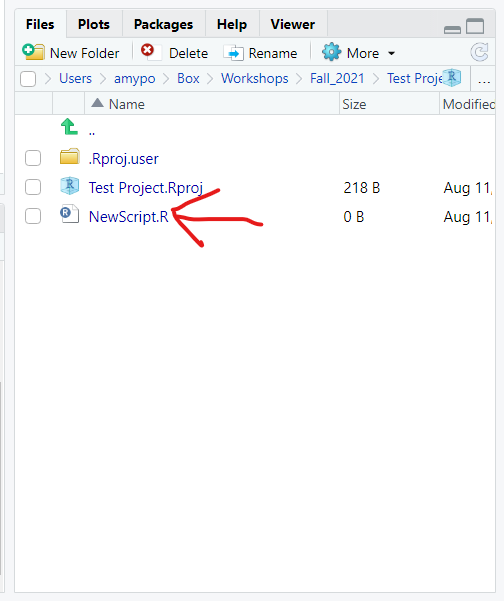 Files Plots Packages Help Viewer
New Folder Delete Rename More
Users amypo Box Workshops Fall_2021 Test Proje R ...
Name Size Modified
..
.Rproj.user
R Test Project.Rproj 218 B Aug 11,
R NewScript.R 0 B Aug 11,